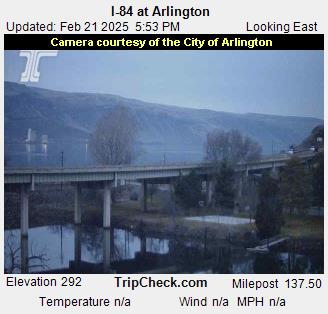 I-84 at Arlington
Updated: Feb 21 2025 5:53 PM Looking East
Camera courtesy of the City of Arlington
Elevation 292 TripCheck.com Milepost 137.50
Temperature n/a Wind n/a MPH n/a